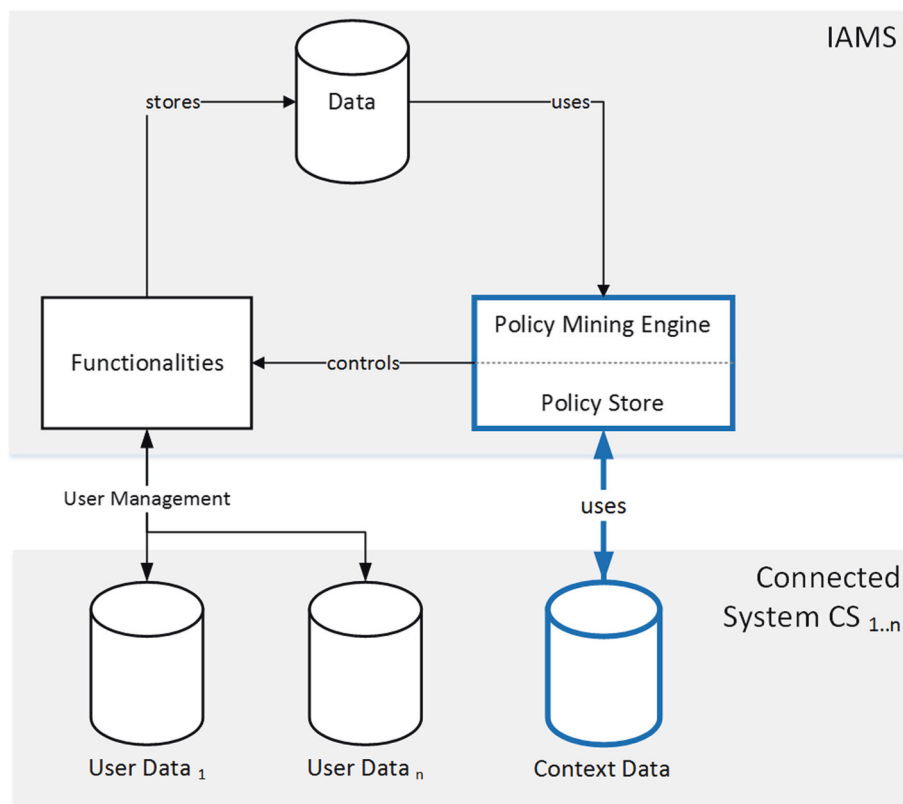 IAMS
Data
stores
uses
Policy Mining Engine
Functionalities
controls
Policy Store
User Management
uses
Connected
System CS 1..n
User Data 1
User Data n
Context Data